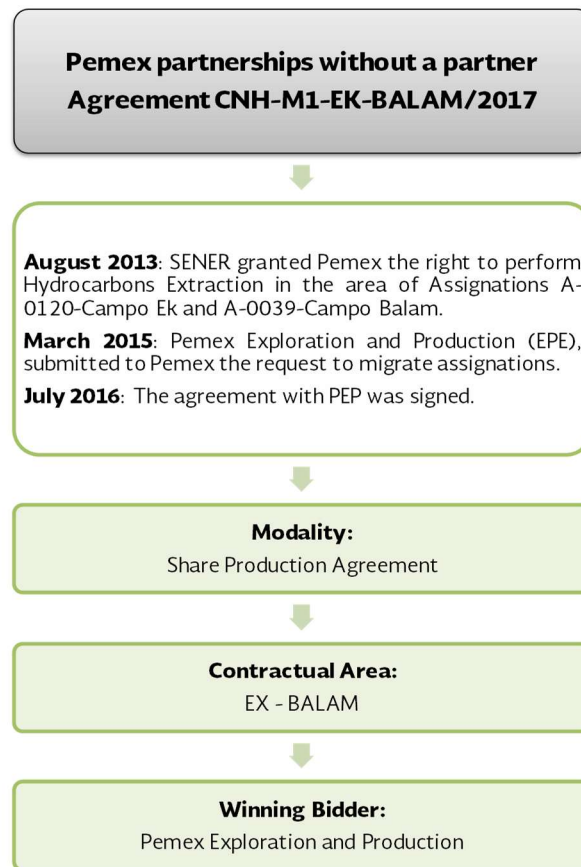 Pemex partnerships without a partner
Agreement CNH-M1-EK-BALAM/2017
August 2013: SENER granted Pemex the right to perform
Hydrocarbons Extraction in the area of Assignations A-
0120-Campo Ek and A-0039-Campo Balam.
March 2015: Pemex Exploration and Production (EPE),
submitted to Pemex the request to migrate assignations.
July 2016: The agreement with PEP was signed.
Modality:
Share Production Agreement
Contractual Area:
EX - BALAM
Winning Bidder:
Pemex Exploration and Production